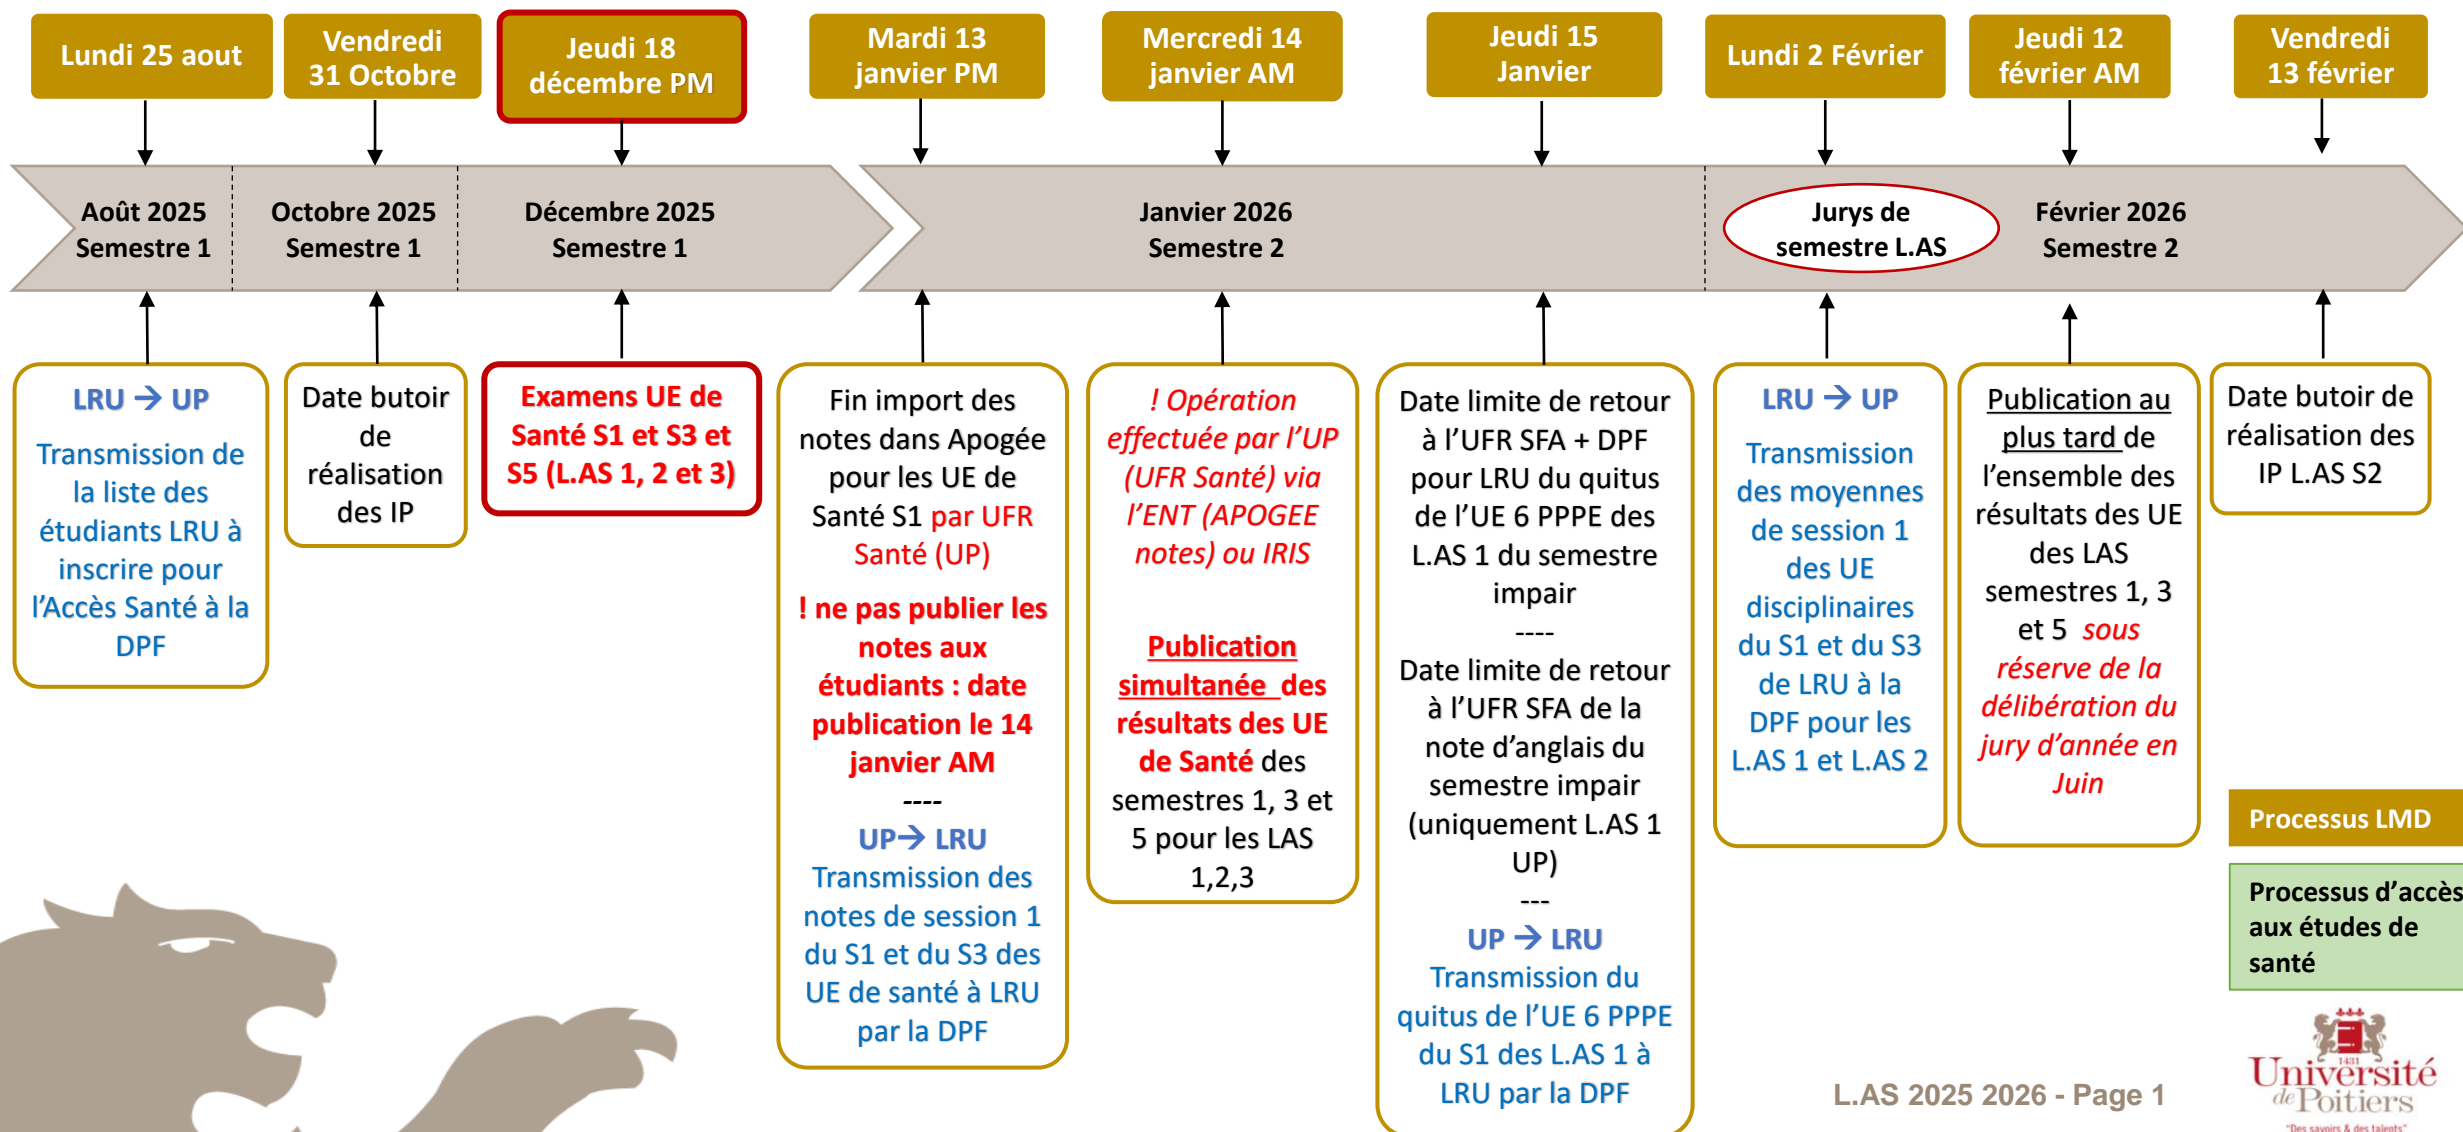 Lundi 25 aout
Vendredi
31 Octobre
Jeudi 18
décembre PM
Mardi 13
janvier PM
Mercredi 14
janvier AM
Jeudi 15
Janvier
Lundi 2 Février
Jeudi 12
février AM
Vendredi
13 février
Août 2025
Semestre 1
Octobre 2025
Semestre 1
Décembre 2025
Semestre 1
Janvier 2026
Semestre 2
Jurys de
semestre L.AS
Février 2026
Semestre 2
LRU → UP
Transmission de
la liste des
étudiants LRU à
inscrire pour
l’Accès Santé à la
DPF
Date butoir
de
réalisation
des IP
Examens UE de
Santé S1 et S3 et
S5 (L.AS 1, 2 et 3)
Fin import des
notes dans Apogée
pour les UE de
Santé S1 par UFR
Santé (UP)
! ne pas publier les
notes aux
étudiants : date
publication le 14
janvier AM
----
UP→ LRU
Transmission des
notes de session 1
du S1 et du S3 des
UE de santé à LRU
par la DPF
! Opération
effectuée par l’UP
(UFR Santé) via
l’ENT (APOGEE
notes) ou IRIS
Publication
simultanée des
résultats des UE
de Santé des
semestres 1, 3 et
5 pour les LAS
1,2,3
Date limite de retour
à l’UFR SFA + DPF
pour LRU du quitus
de l’UE 6 PPPE des
L.AS 1 du semestre
impair
----
Date limite de retour
à l’UFR SFA de la
note d’anglais du
semestre impair
(uniquement L.AS 1
UP)
---
UP → LRU
Transmission du
quitus de l’UE 6 PPPE
du S1 des L.AS 1 à
LRU par la DPF
LRU → UP
Transmission
des moyennes
de session 1
des UE
disciplinaires
du S1 et du S3
de LRU à la
DPF pour les
L.AS 1 et L.AS 2
Publication au
plus tard de
l’ensemble des
résultats des UE
des LAS
semestres 1, 3
et 5 sous
réserve de la
délibération du
jury d’année en
Juin
Date butoir de
réalisation des
IP L.AS S2
Processus LMD
Processus d’accès
aux études de
santé
L.AS 2025 2026 - Page 1
1431
Université
de Poitiers
"Des savoirs & des talents"